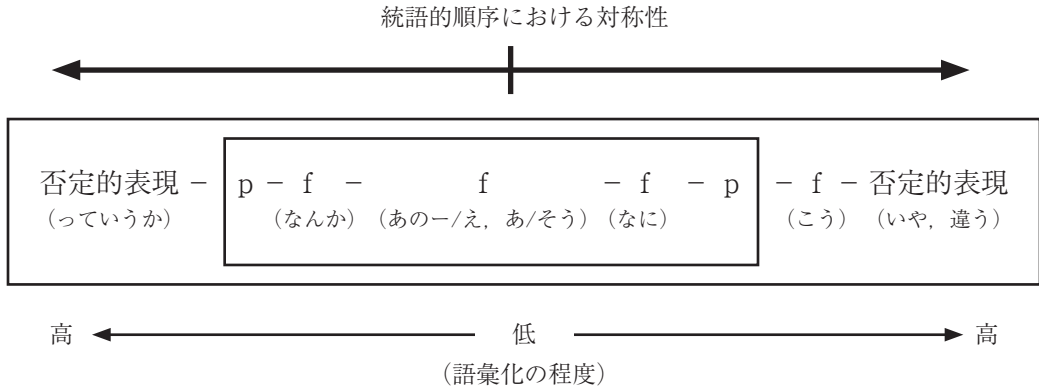 統語的順序における対称性
否定的表現 − p − f − f − f − p − f − 否定的表現
(っていうか) (なんか) (あのー/え，あ/そう) (なに) (こう) (いや，違う)
高 低 高
(語彙化の程度)